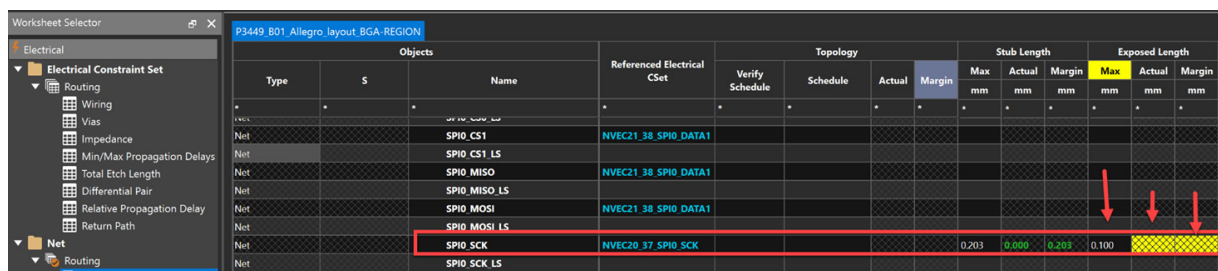 Worksheet Selector
P3449_B01_Allegro_layout_BGA-REGION
Electrical
Electrical Constraint Set
Routing
Wiring
Vias
Impedance
Min/Max Propagation Delays
Total Etch Length
Differential Pair
Relative Propagation Delay
Return Path
Net
Routing
Objects
Referenced Electrical CSet
Topology
Stub Length
Exposed Length
Type S Name Verify Schedule Schedule Actual Margin Max Actual Margin Max Actual Margin
mm mm mm mm mm mm
* * * * * * * * * * * * * *
Net SPI0_CS0_LS
Net SPI0_CS1 NVEC21_38_SPI0_DATA1
Net SPI0_CS1_LS
Net SPI0_MISO NVEC21_38_SPI0_DATA1
Net SPI0_MISO_LS
Net SPI0_MOSI NVEC21_38_SPI0_DATA1
Net SPI0_MOSI_LS
Net SPI0_SCK NVEC20_37_SPI0_SCK 0.203 0.000 0.203 0.100
Net SPI0_SCK_LS